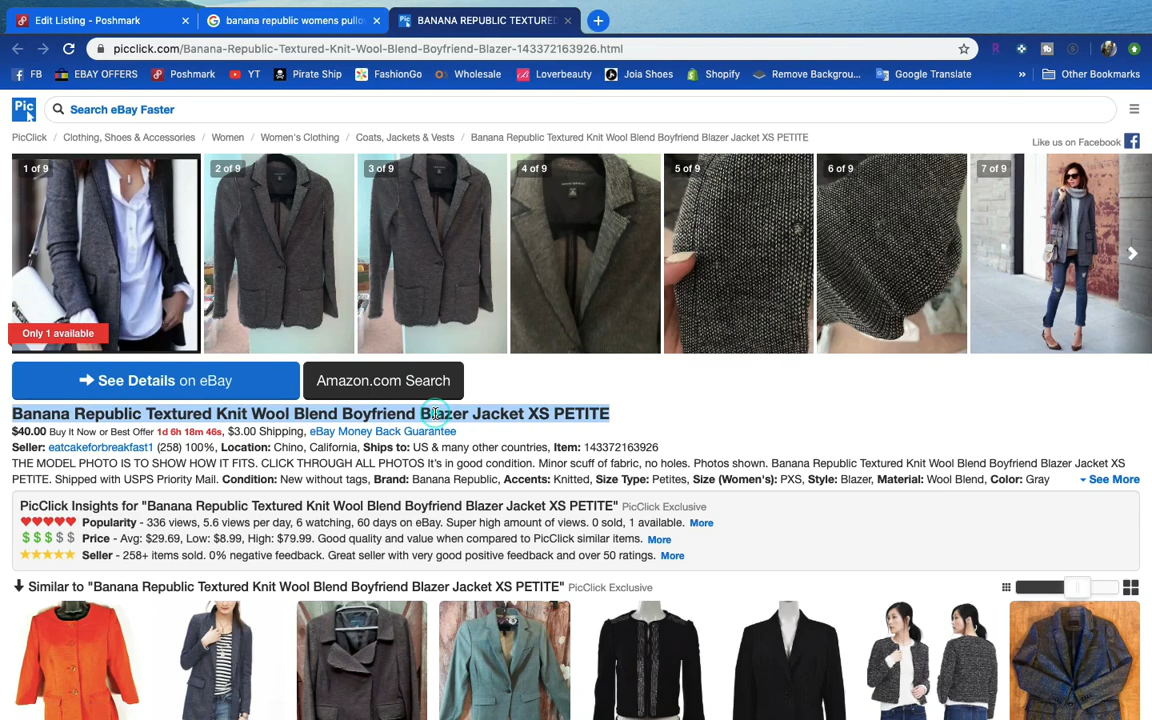 Edit Listing - Poshmark
banana republic womens pullov
BANANA REPUBLIC TEXTURED
picclick.com/Banana-Republic-Textured-Knit-Wool-Blend-Boyfriend-Blazer-143372163926.html
FB EBAY OFFERS Poshmark YT Pirate Ship FashionGo Wholesale Loverbeauty Joia Shoes Shopify Remove Backgrou... Google Translate » Other Bookmarks
Pic Search eBay Faster
PicClick / Clothing, Shoes & Accessories / Women / Women's Clothing / Coats, Jackets & Vests / Banana Republic Textured Knit Wool Blend Boyfriend Blazer Jacket XS PETITE
Like us on Facebook
1 of 9
2 of 9
3 of 9
4 of 9
5 of 9
6 of 9
7 of 9
Only 1 available
See Details on eBay
Amazon.com Search
Banana Republic Textured Knit Wool Blend Boyfriend Blazer Jacket XS PETITE
$40.00 Buy It Now or Best Offer 1d 6h 18m 46s, $3.00 Shipping, eBay Money Back Guarantee
Seller: eatcakeforbreakfast1 (258) 100%, Location: Chino, California, Ships to: US & many other countries, Item: 143372163926
THE MODEL PHOTO IS TO SHOW HOW IT FITS. CLICK THROUGH ALL PHOTOS It's in good condition. Minor scuff of fabric, no holes. Photos shown. Banana Republic Textured Knit Wool Blend Boyfriend Blazer Jacket XS
PETITE. Shipped with USPS Priority Mail. Condition: New without tags, Brand: Banana Republic, Accents: Knitted, Size Type: Petites, Size (Women's): PXS, Style: Blazer, Material: Wool Blend, Color: Gray See More
PicClick Insights for "Banana Republic Textured Knit Wool Blend Boyfriend Blazer Jacket XS PETITE" PicClick Exclusive
Popularity - 336 views, 5.6 views per day, 6 watching, 60 days on eBay. Super high amount of views. 0 sold, 1 available. More
$$$$$ Price - Avg: $29.69, Low: $8.99, High: $79.99. Good quality and value when compared to PicClick similar items. More
Seller - 258+ items sold. 0% negative feedback. Great seller with very good positive feedback and over 50 ratings. More
Similar to "Banana Republic Textured Knit Wool Blend Boyfriend Blazer Jacket XS PETITE" PicClick Exclusive